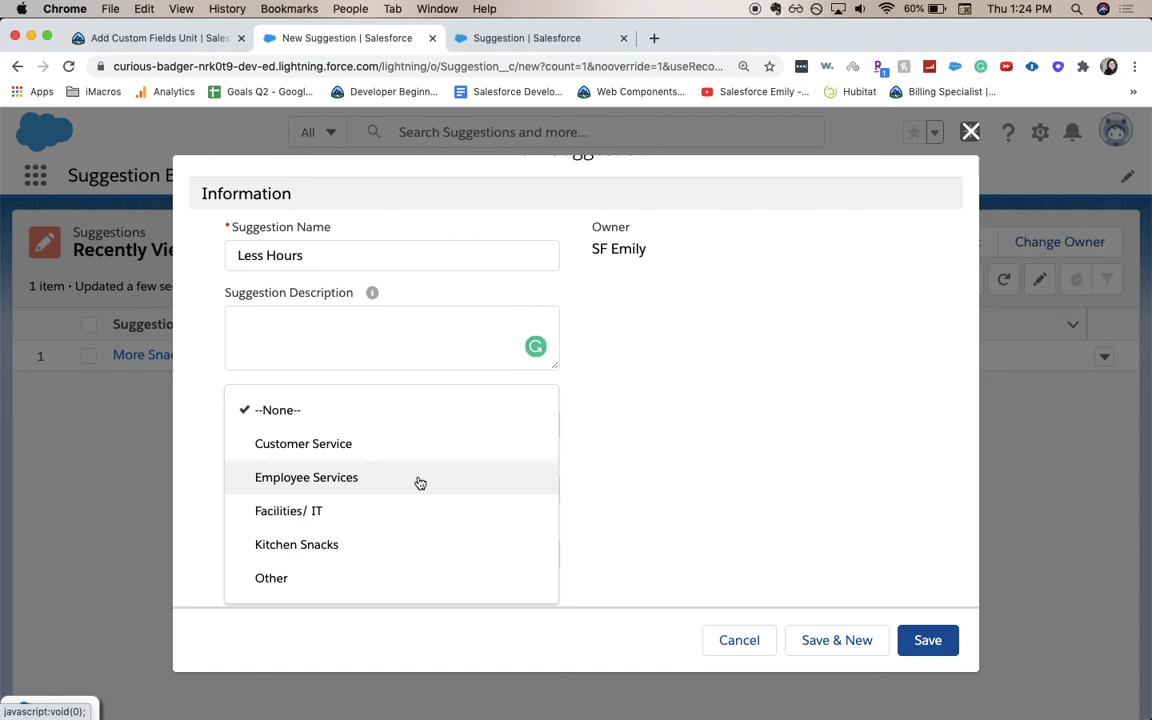 Chrome File Edit View History Bookmarks People Tab Window Help 60% Thu 1:24 PM
Add Custom Fields Unit | Sales New Suggestion | Salesforce Suggestion | Salesforce
curious-badger-nrk0t9-dev-ed.lightning.force.com/lightning/o/Suggestion__c/new?count=1&nooverride=1&useReco...
Apps iMacros Analytics Goals Q2 - Googl... Developer Beginn... Salesforce Develo... Web Components... Salesforce Emily -... Hubitat Billing Specialist |... »
All Search Suggestions and more...
Suggestion B
Information
Suggestions
Recently Vie
Change Owner
1 item • Updated a few se
*Suggestion Name
Less Hours
Owner
SF Emily
Suggestion Description
Suggestio
1 More Snac
--None--
Customer Service
Employee Services
Facilities/ IT
Kitchen Snacks
Other
Cancel Save & New Save
javascript:void(0);